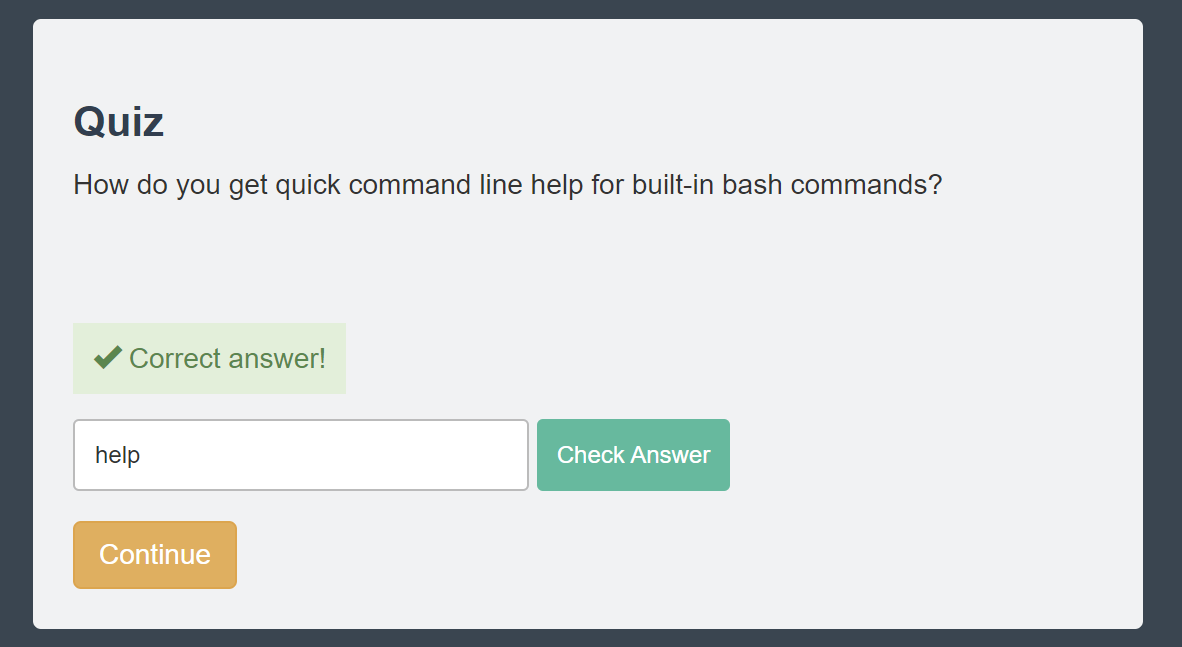 Quiz
How do you get quick command line help for built-in bash commands?
✔ Correct answer!
help
Check Answer
Continue